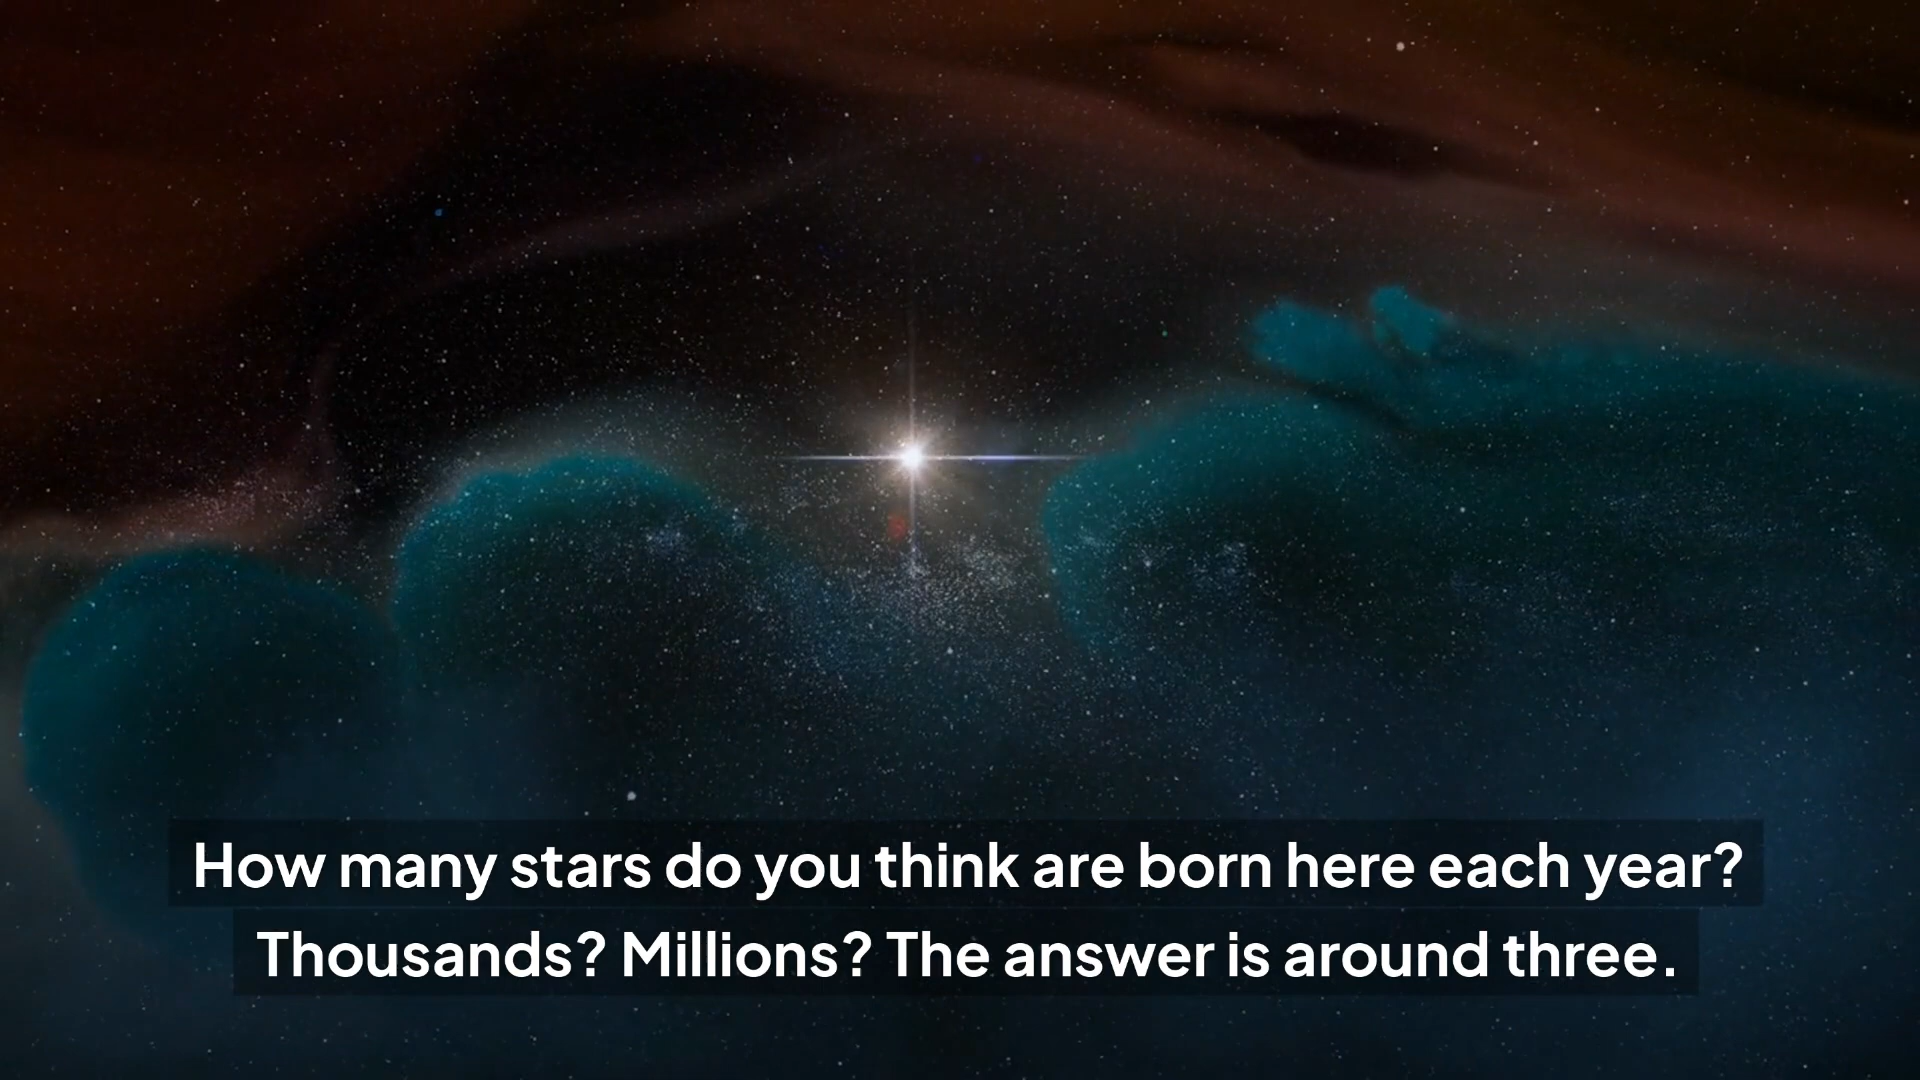 How many stars do you think are born here each year?
Thousands? Millions? The answer is around three.